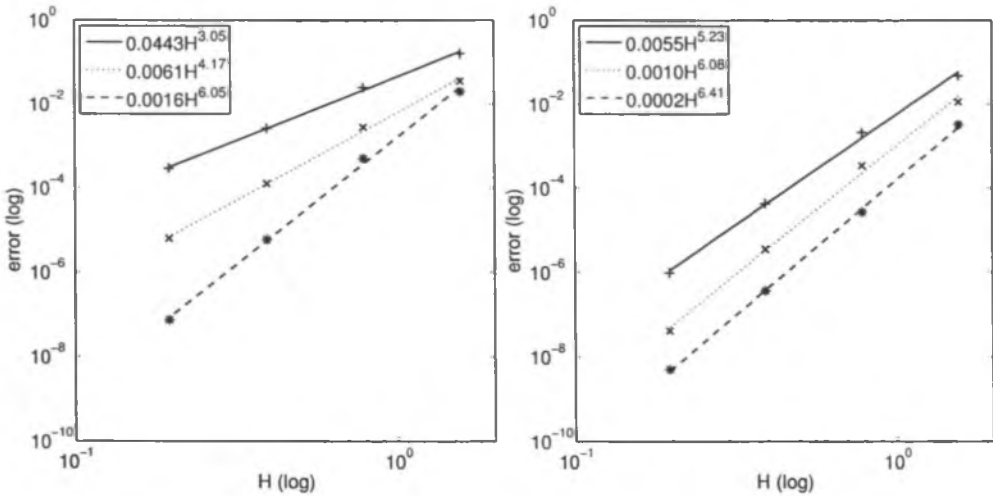 10^0
10^-2
10^-4
10^-6
10^-8
10^-10
error (log)
0.0443H^3.05
0.0061H^4.17
0.0016H^6.05
10^-1
10^0
H (log)
10^0
10^-2
10^-4
10^-6
10^-8
10^-10
error (log)
0.0055H^5.23
0.0010H^6.08
0.0002H^6.41
10^-1
10^0
H (log)